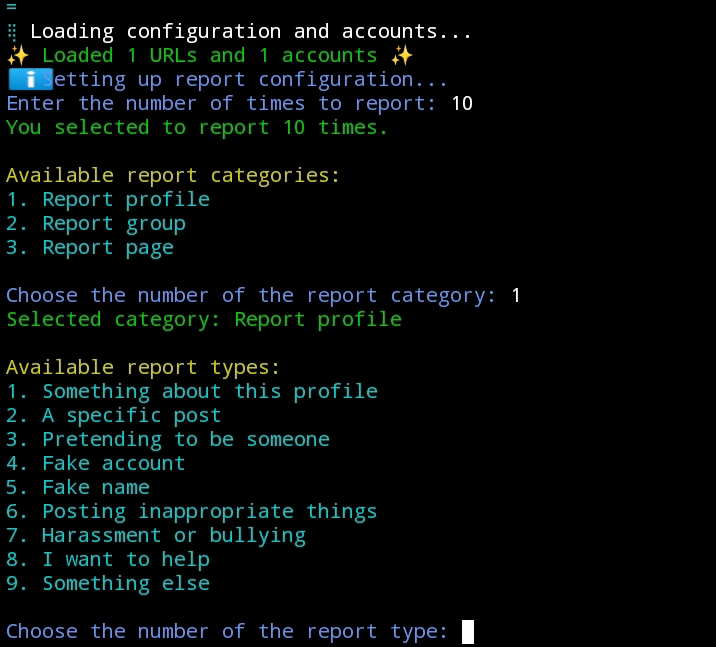 =
⣾ Loading configuration and accounts...
✨ Loaded 1 URLs and 1 accounts ✨
ℹ️Setting up report configuration...
Enter the number of times to report: 10
You selected to report 10 times.
Available report categories:
1. Report profile
2. Report group
3. Report page
Choose the number of the report category: 1
Selected category: Report profile
Available report types:
1. Something about this profile
2. A specific post
3. Pretending to be someone
4. Fake account
5. Fake name
6. Posting inappropriate things
7. Harassment or bullying
8. I want to help
9. Something else
Choose the number of the report type: